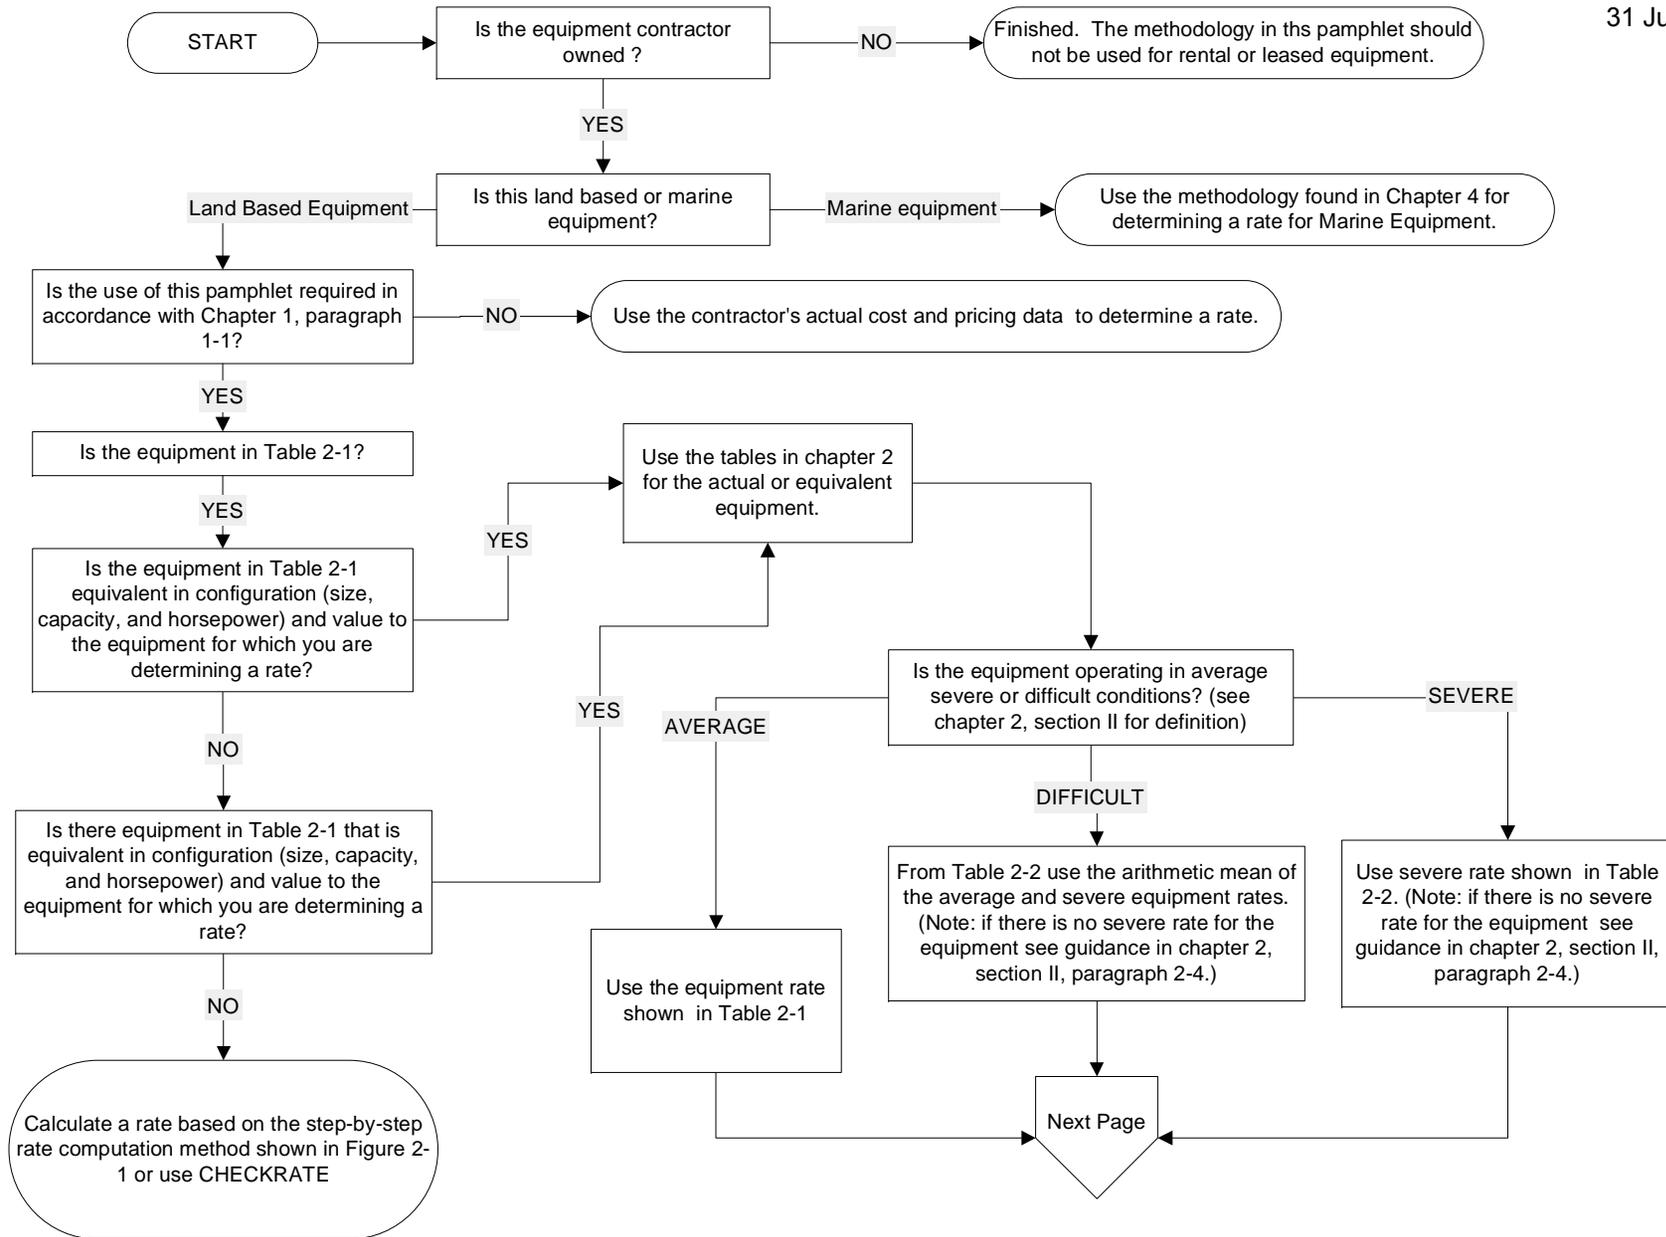 31 Ju
START
Is the equipment contractor
owned ?
NO
Finished.  The methodology in ths pamphlet should
not be used for rental or leased equipment.
YES
Land Based Equipment
Is this land based or marine
equipment?
Marine equipment
Use the methodology found in Chapter 4 for
determining a rate for Marine Equipment.
Is the use of this pamphlet required in
accordance with Chapter 1, paragraph
1-1?
NO
Use the contractor's actual cost and pricing data  to determine a rate.
YES
Is the equipment in Table 2-1?
YES
Is the equipment in Table 2-1
equivalent in configuration (size,
capacity, and horsepower) and value to
the equipment for which you are
determining a rate?
YES
Use the tables in chapter 2
for the actual or equivalent
equipment.
NO
Is there equipment in Table 2-1 that is
equivalent in configuration (size, capacity,
and horsepower) and value to the
equipment for which you are determining a
rate?
YES
NO
Calculate a rate based on the step-by-step
rate computation method shown in Figure 2-
1 or use CHECKRATE
Is the equipment operating in average
severe or difficult conditions? (see
chapter 2, section II for definition)
AVERAGE
DIFFICULT
SEVERE
Use the equipment rate
shown  in Table 2-1
From Table 2-2 use the arithmetic mean of
the average and severe equipment rates.
(Note: if there is no severe rate for the
equipment see guidance in chapter 2,
section II, paragraph 2-4.)
Use severe rate shown  in Table
2-2. (Note: if there is no severe
rate for the equipment  see
guidance in chapter 2, section II,
paragraph 2-4.)
Next Page